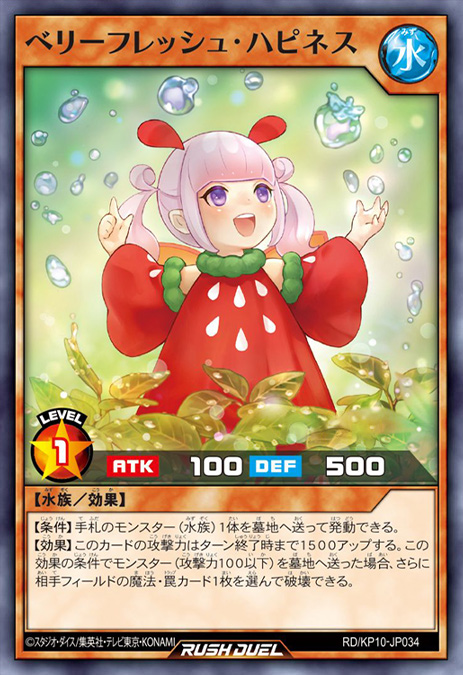 ベリーフレッシュ・ハピネス
水
みず
LEVEL
1
ATK 100 DEF 500
【水族／効果】
【条件】手札のモンスター（水族）1体を墓地へ送って発動できる。
【効果】このカードの攻撃力はターン終了時まで1500アップする。この
効果の条件でモンスター（攻撃力100以下）を墓地へ送った場合、さらに
相手フィールドの魔法・罠カード1枚を選んで破壊できる。
©スタジオ・ダイス/集英社・テレビ東京・KONAMI
RUSH DUEL
RD/KP10-JP034